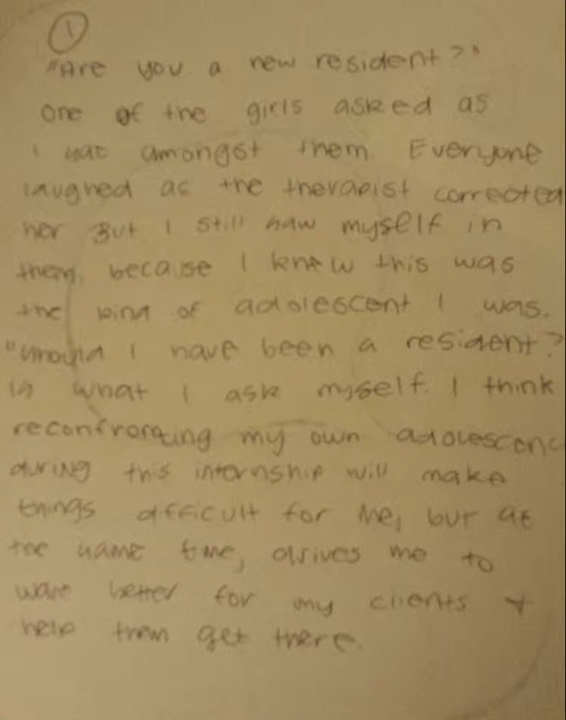 ①
"Are you a new resident?"
one of the girls asked as
I sat amongst them. Everyone
laughed as the therapist corrected
her But I still saw myself in
them, because I knew this was
the kind of adolescent I was.
"Would I have been a resident?
is what I ask myself. I think
reconfronting my own adolescenc
during this internship will make
things difficult for me, but at
the same time, drives me to
want better for my clients +
help them get there.